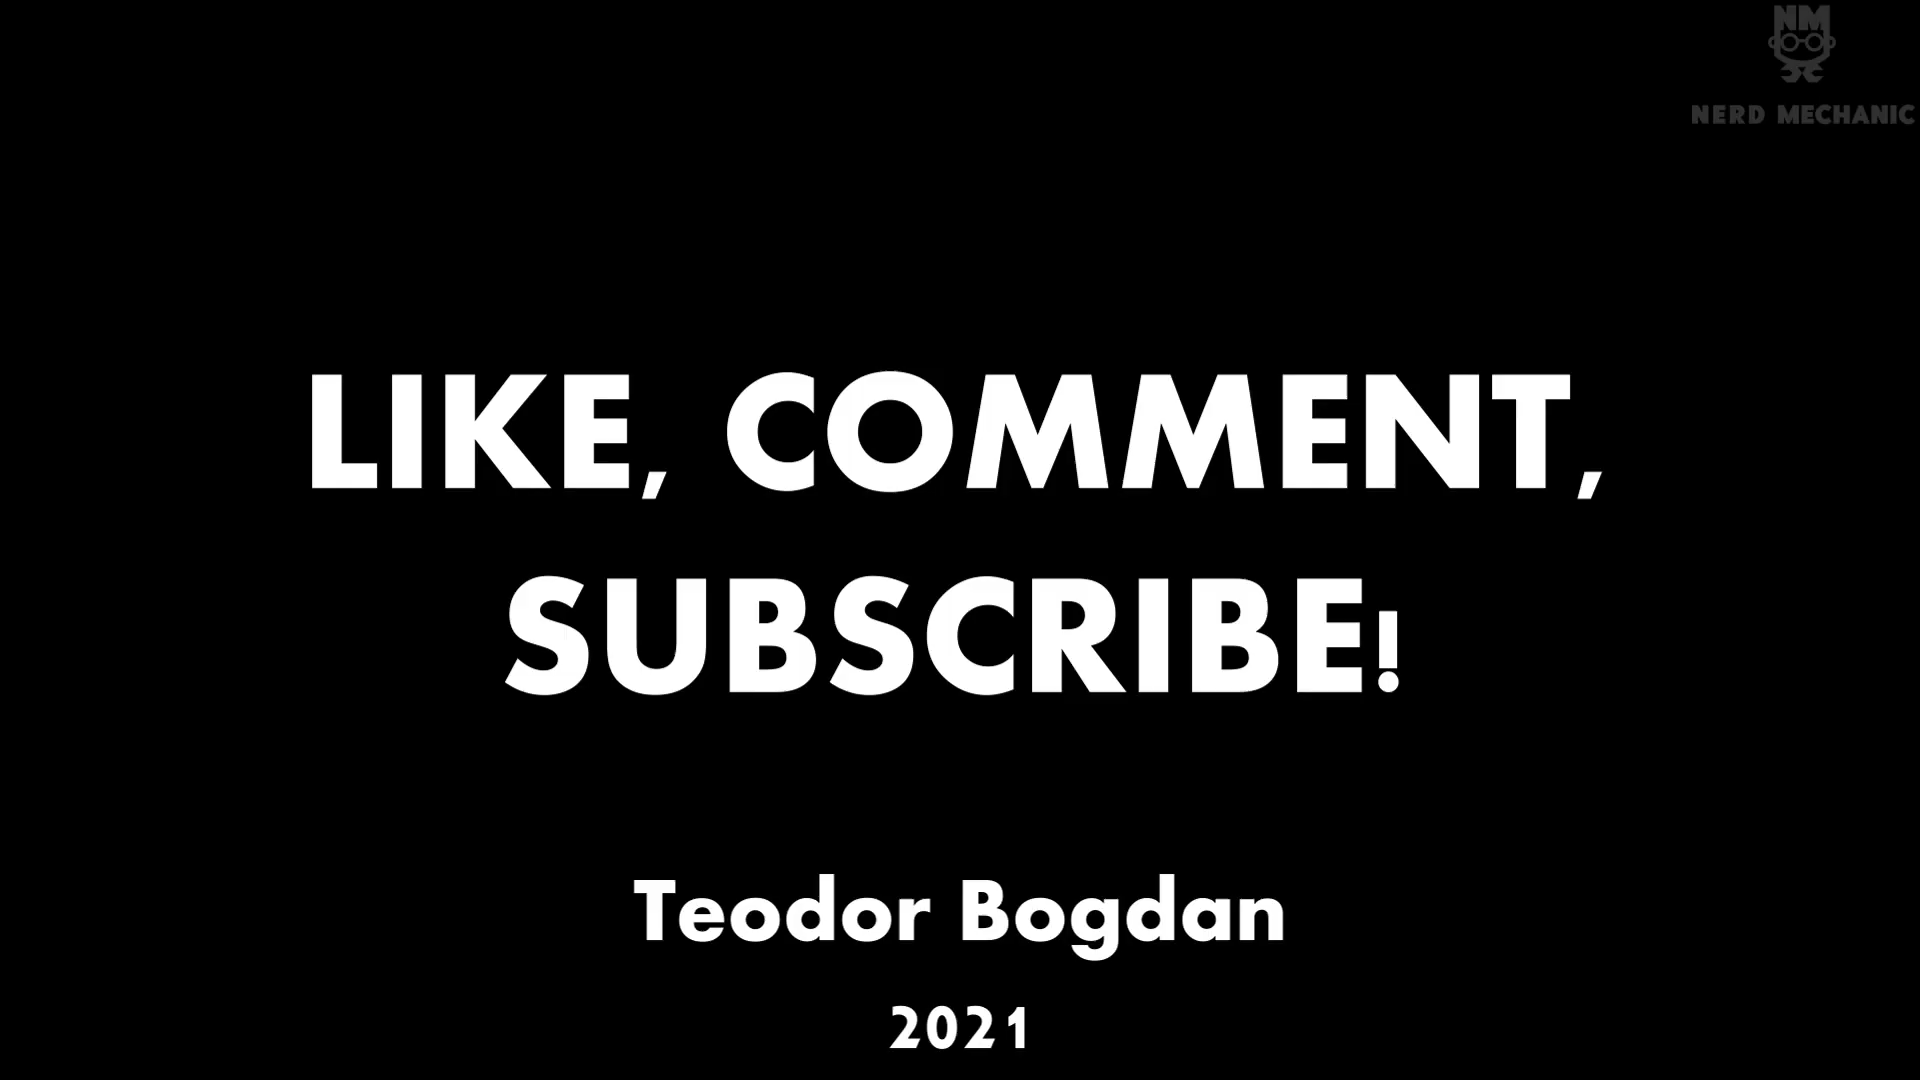 NM
NERD MECHANIC
LIKE, COMMENT,
SUBSCRIBE!
Teodor Bogdan
2021